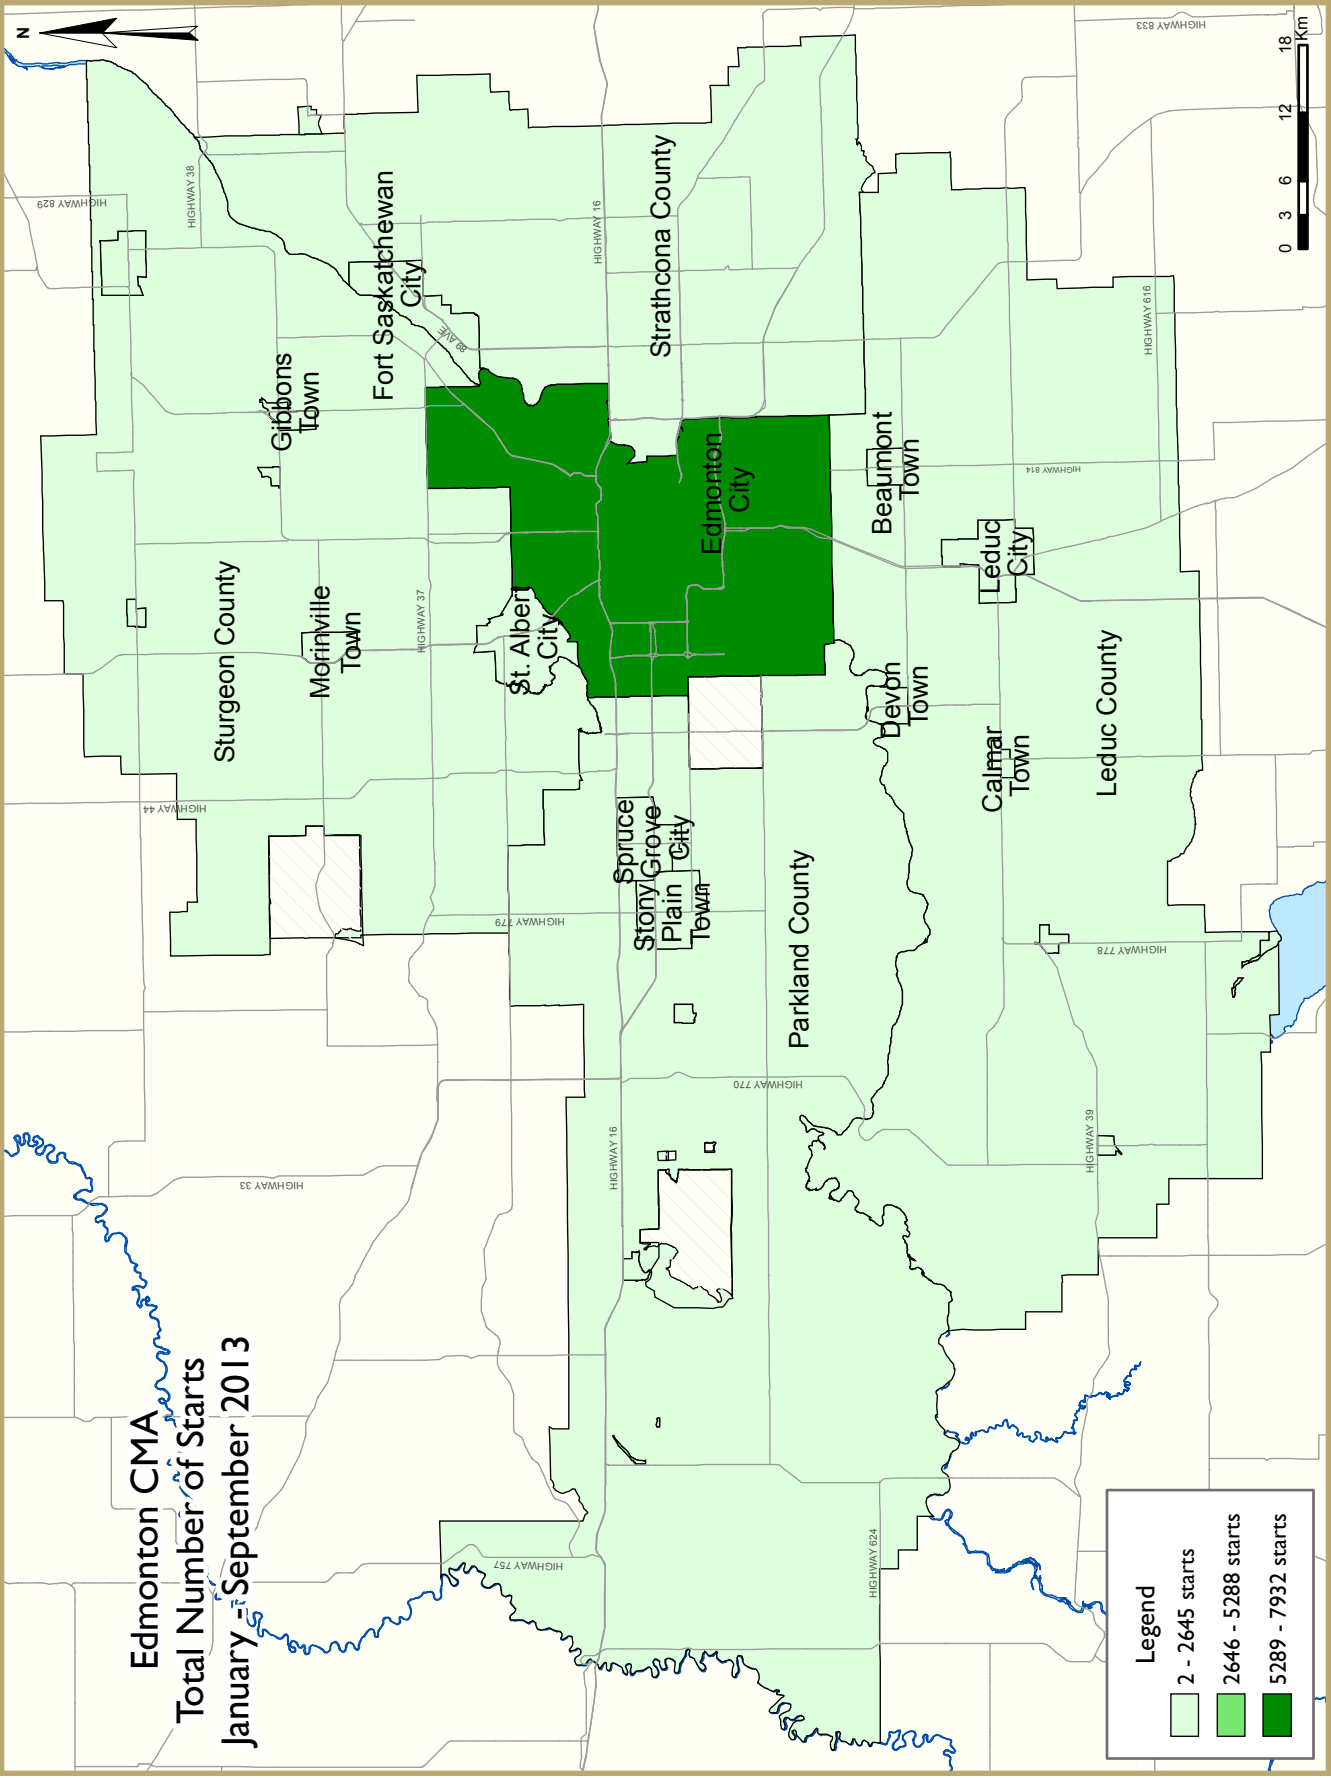 Edmonton CMA
Total Number of Starts
January - September 2013
N
HIGHWAY 829
HIGHWAY 38
HIGHWAY 833
Fort Saskatchewan
City
89 AVE
Gibbons
Town
Sturgeon County
Morinville
Town
HIGHWAY 37
HIGHWAY 44
St. Albert
City
HIGHWAY 16
Strathcona County
Edmonton
City
HIGHWAY 779
Spruce
Grove
City
Stony
Plain
Town
HIGHWAY 33
HIGHWAY 16
HIGHWAY 757
HIGHWAY 770
Parkland County
Beaumont
Town
HIGHWAY 814
HIGHWAY 616
Leduc
City
Devon
Town
Calmar
Town
Leduc County
HIGHWAY 778
HIGHWAY 39
HIGHWAY 624
Legend
2 - 2645 starts
2646 - 5288 starts
5289 - 7932 starts
0 3 6 12 18
Km